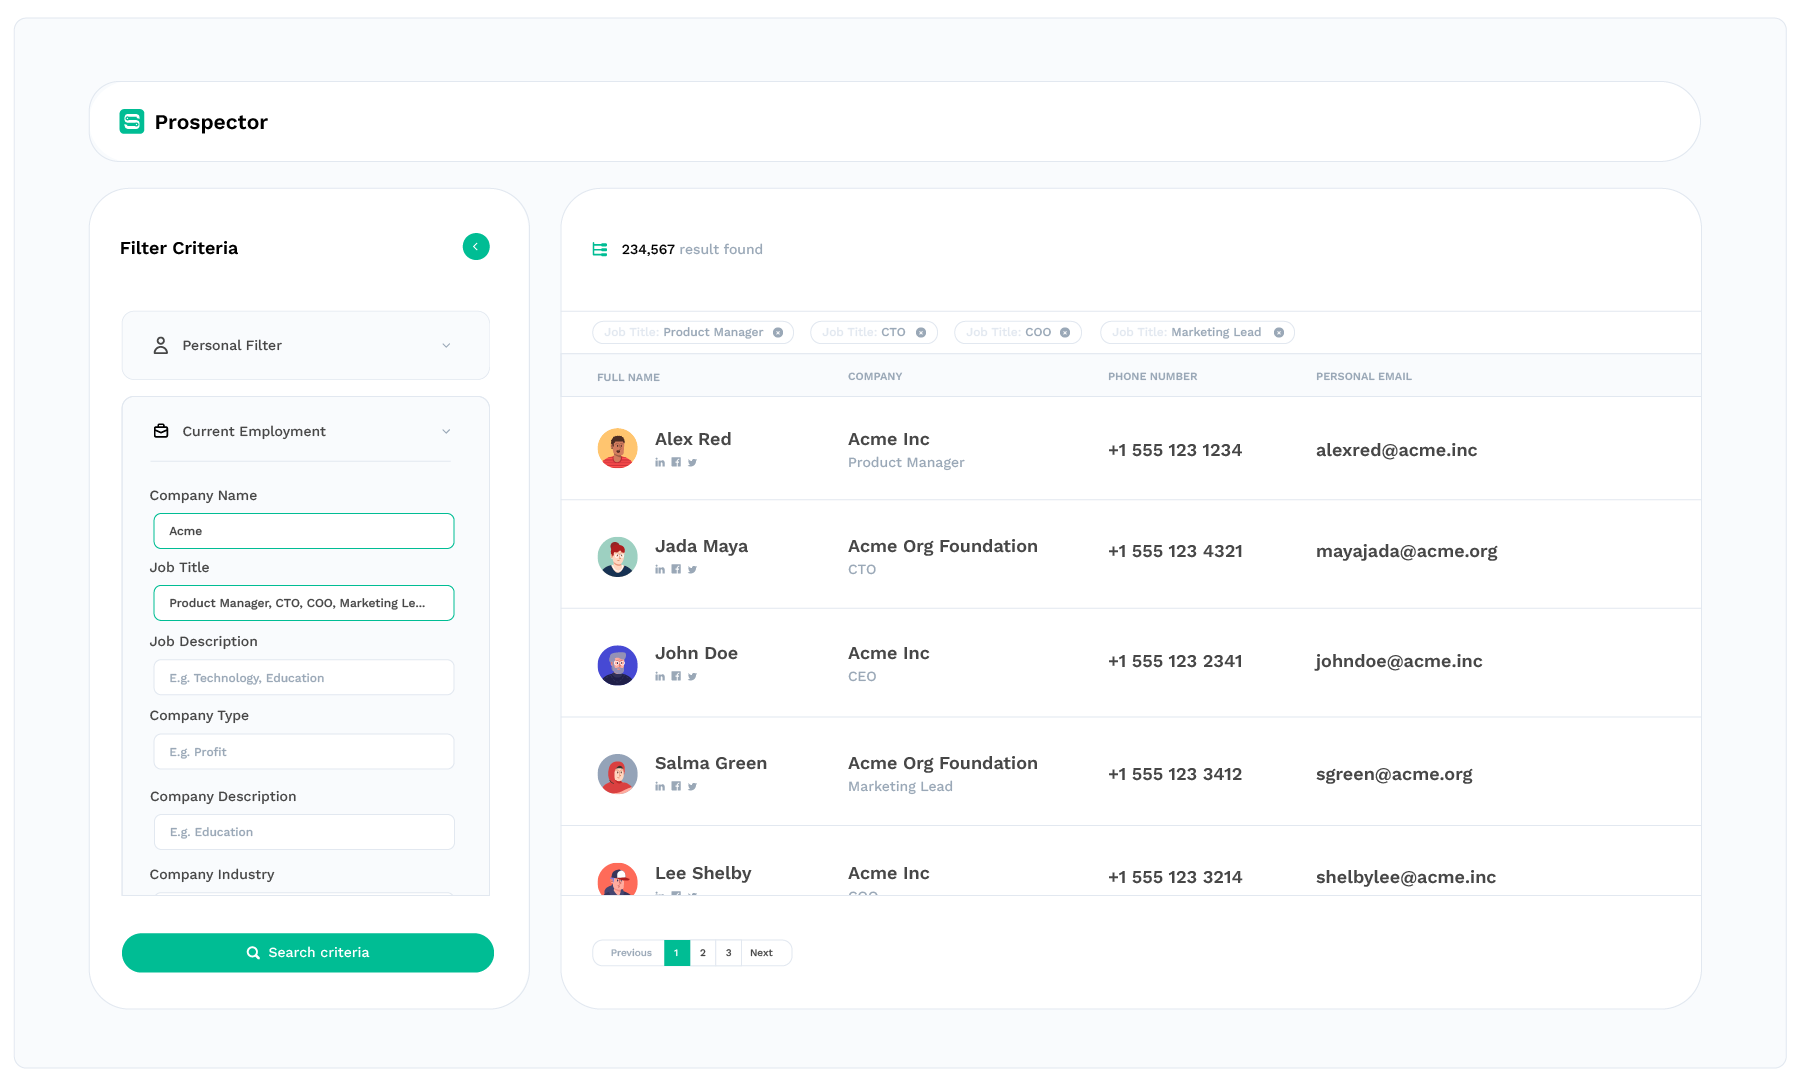 Prospector
Filter Criteria
Personal Filter
Current Employment
Company Name
Acme
Job Title
Product Manager, CTO, COO, Marketing Le...
Job Description
E.g. Technology, Education
Company Type
E.g. Profit
Company Description
E.g. Education
Company Industry
Search criteria
234,567 result found
Job Title: Product Manager
Job Title: CTO
Job Title: COO
Job Title: Marketing Lead
FULL NAME COMPANY PHONE NUMBER PERSONAL EMAIL
Alex Red
Acme Inc
Product Manager
+1 555 123 1234
alexred@acme.inc
Jada Maya
Acme Org Foundation
CTO
+1 555 123 4321
mayajada@acme.org
John Doe
Acme Inc
CEO
+1 555 123 2341
johndoe@acme.inc
Salma Green
Acme Org Foundation
Marketing Lead
+1 555 123 3412
sgreen@acme.org
Lee Shelby
Acme Inc
COO
+1 555 123 3214
shelbylee@acme.inc
Previous 1 2 3 Next